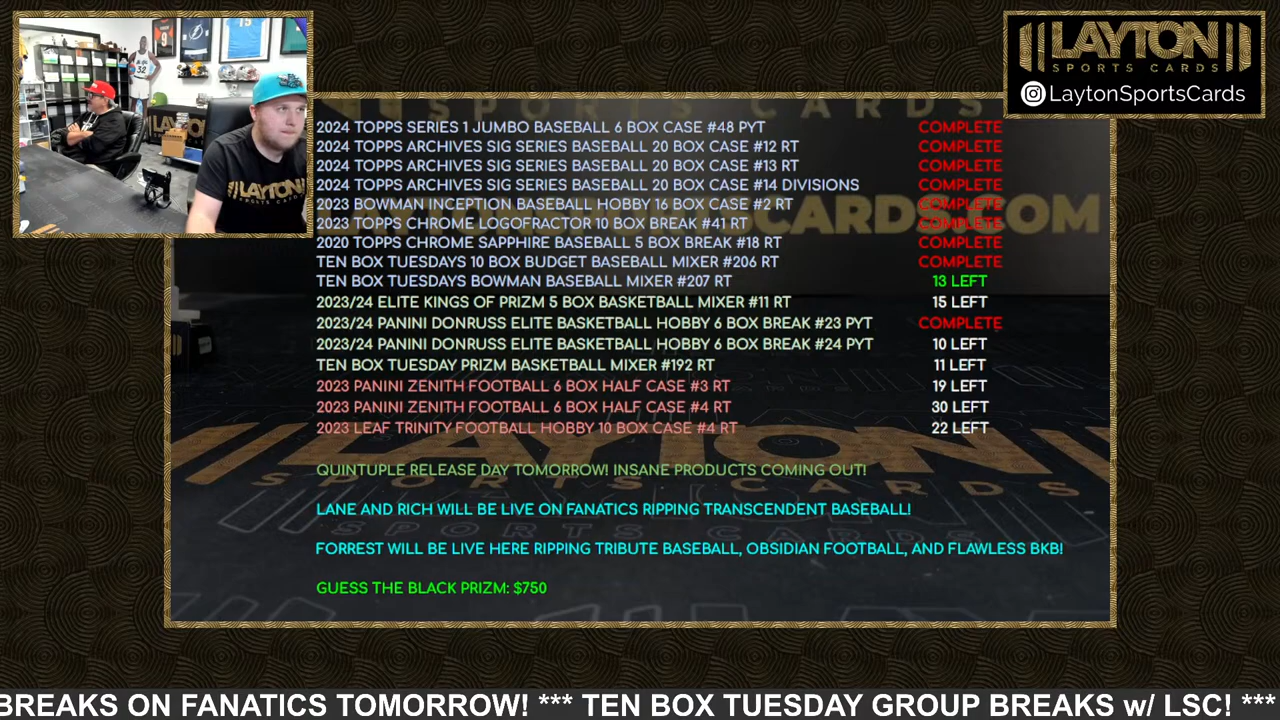 LAYTON
SPORTS CARDS
LaytonSportsCards
SPORTS CARDS
2024 TOPPS SERIES 1 JUMBO BASEBALL 6 BOX CASE #48 PYT COMPLETE
2024 TOPPS ARCHIVES SIG SERIES BASEBALL 20 BOX CASE #12 RT COMPLETE
2024 TOPPS ARCHIVES SIG SERIES BASEBALL 20 BOX CASE #13 RT COMPLETE
2024 TOPPS ARCHIVES SIG SERIES BASEBALL 20 BOX CASE #14 DIVISIONS COMPLETE
2023 BOWMAN INCEPTION BASEBALL HOBBY 16 BOX CASE #2 RT COMPLETE
2023 TOPPS CHROME LOGOFRACTOR 10 BOX BREAK #41 RT COMPLETE
CARDS.COM
2020 TOPPS CHROME SAPPHIRE BASEBALL 5 BOX BREAK #18 RT COMPLETE
TEN BOX TUESDAYS 10 BOX BUDGET BASEBALL MIXER #206 RT COMPLETE
TEN BOX TUESDAYS BOWMAN BASEBALL MIXER #207 RT 13 LEFT
2023/24 ELITE KINGS OF PRIZM 5 BOX BASKETBALL MIXER #11 RT 15 LEFT
2023/24 PANINI DONRUSS ELITE BASKETBALL HOBBY 6 BOX BREAK #23 PYT COMPLETE
2023/24 PANINI DONRUSS ELITE BASKETBALL HOBBY 6 BOX BREAK #24 PYT 10 LEFT
TEN BOX TUESDAY PRIZM BASKETBALL MIXER #192 RT 11 LEFT
2023 PANINI ZENITH FOOTBALL 6 BOX HALF CASE #3 RT 19 LEFT
2023 PANINI ZENITH FOOTBALL 6 BOX HALF CASE #4 RT 30 LEFT
2023 LEAF TRINITY FOOTBALL HOBBY 10 BOX CASE #4 RT 22 LEFT
LAYTON
SPORTS CARDS
QUINTUPLE RELEASE DAY TOMORROW! INSANE PRODUCTS COMING OUT!
LANE AND RICH WILL BE LIVE ON FANATICS RIPPING TRANSCENDENT BASEBALL!
FORREST WILL BE LIVE HERE RIPPING TRIBUTE BASEBALL, OBSIDIAN FOOTBALL, AND FLAWLESS BKB!
GUESS THE BLACK PRIZM: $750
BREAKS ON FANATICS TOMORROW! *** TEN BOX TUESDAY GROUP BREAKS w/ LSC! ***
LAYTON
9
32
15